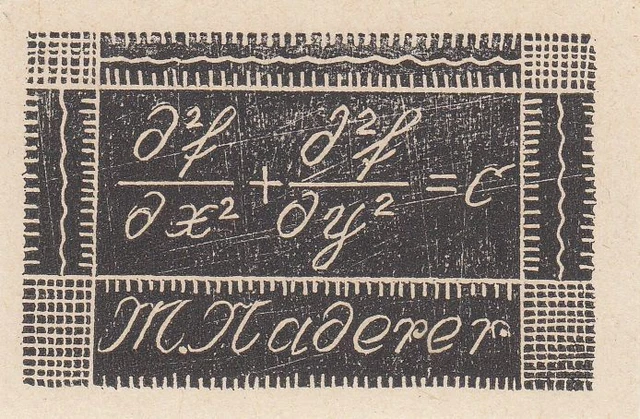 ∂²f/∂x² + ∂²f/∂y² = c
M. Naderer